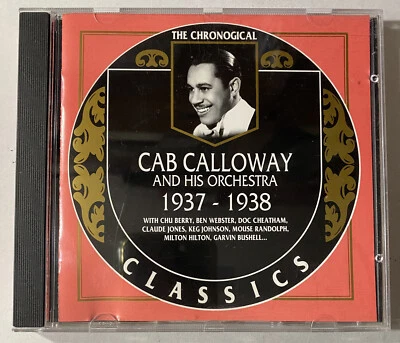 THE CHRONOGICAL
CAB CALLOWAY
AND HIS ORCHESTRA
1937 - 1938
WITH CHU BERRY, BEN WEBSTER, DOC CHEATHAM,
CLAUDE JONES, KEG JOHNSON, MOUSE RANDOLPH,
MILTON HILTON, GARVIN BUSHELL...
CLASSICS